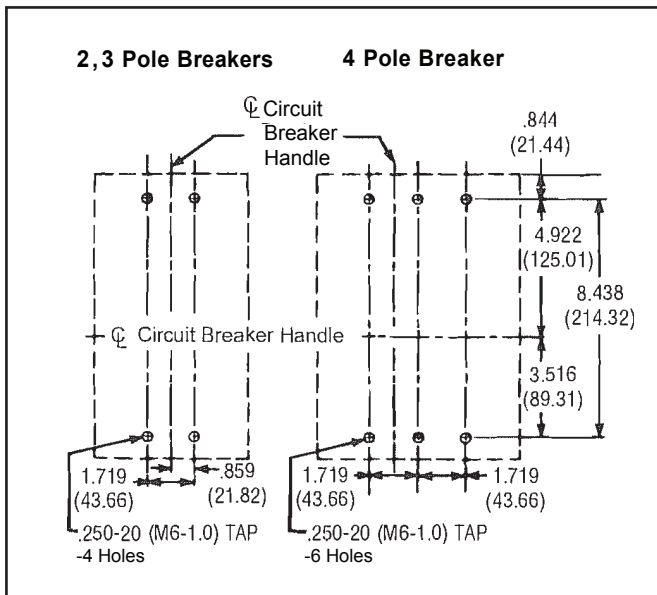 2,3 Pole Breakers
4 Pole Breaker
℄ Circuit
Breaker
Handle
.844
(21.44)
4.922
(125.01)
8.438
(214.32)
℄ Circuit Breaker Handle
3.516
(89.31)
1.719
(43.66)
.859
(21.82)
1.719
(43.66)
1.719
(43.66)
.250-20 (M6-1.0) TAP
-4 Holes
.250-20 (M6-1.0) TAP
-6 Holes